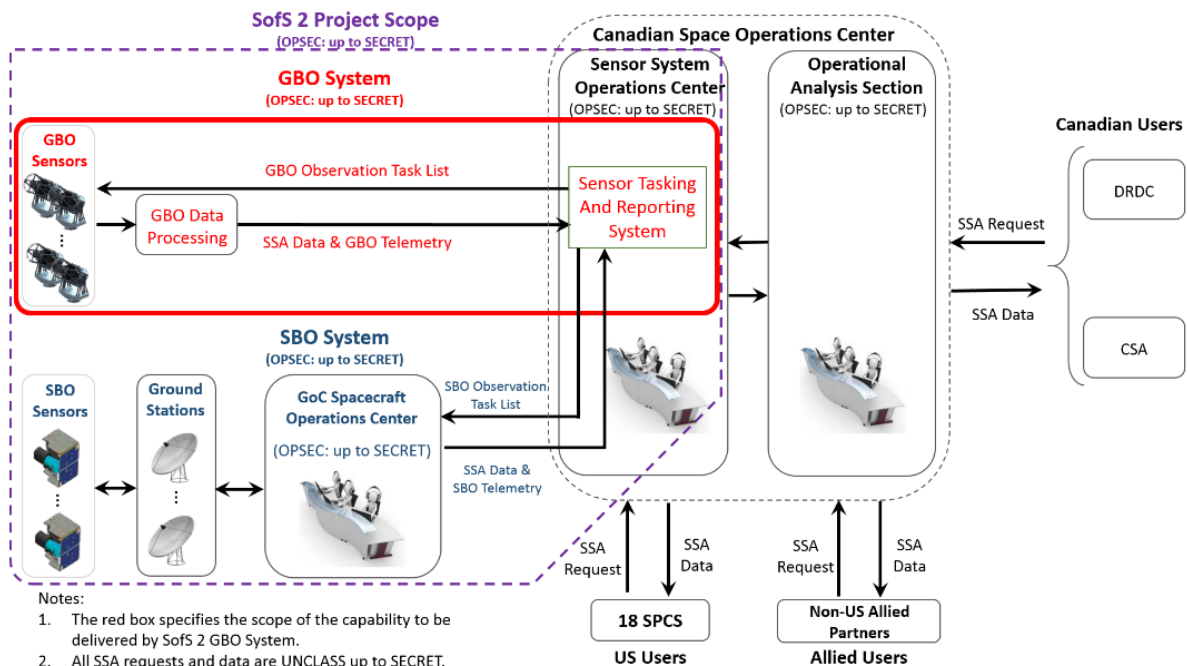 SofS 2 Project Scope
(OPSEC: up to SECRET)
Canadian Space Operations Center
GBO System
(OPSEC: up to SECRET)
Sensor System
Operations Center
(OPSEC: up to SECRET)
Operational
Analysis Section
(OPSEC: up to SECRET)
GBO
Sensors
GBO Observation Task List
GBO Data
Processing
SSA Data & GBO Telemetry
Sensor Tasking
And Reporting
System
Canadian Users
DRDC
SSA Request
SSA Data
CSA
SBO System
(OPSEC: up to SECRET)
SBO
Sensors
Ground
Stations
GoC Spacecraft
Operations Center
(OPSEC: up to SECRET)
SBO Observation
Task List
SSA Data &
SBO Telemetry
SSA
Request
SSA
Data
SSA
Request
SSA
Data
18 SPCS
US Users
Non-US Allied
Partners
Allied Users
Notes:
1. The red box specifies the scope of the capability to be
delivered by SofS 2 GBO System.
2. All SSA requests and data are UNCLASS up to SECRET.